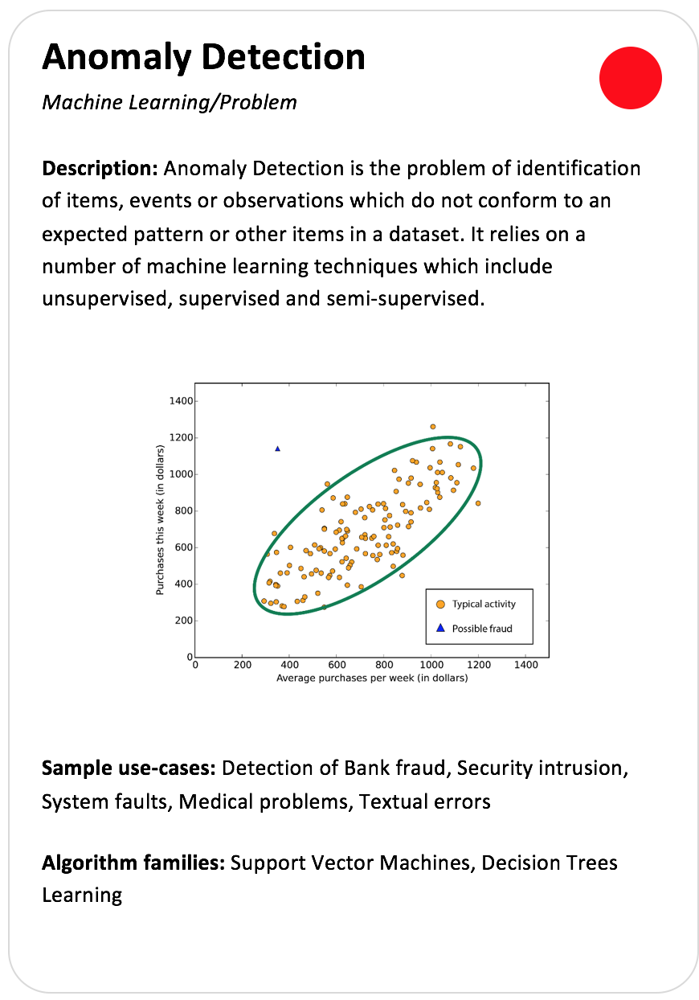 Anomaly Detection
Machine Learning/Problem
Description: Anomaly Detection is the problem of identification
of items, events or observations which do not conform to an
expected pattern or other items in a dataset. It relies on a
number of machine learning techniques which include
unsupervised, supervised and semi-supervised.
Purchases this week (in dollars)
1400
1200
1000
800
600
400
200
0
Typical activity
Possible fraud
0 200 400 600 800 1000 1200 1400
Average purchases per week (in dollars)
Sample use-cases: Detection of Bank fraud, Security intrusion,
System faults, Medical problems, Textual errors
Algorithm families: Support Vector Machines, Decision Trees
Learning